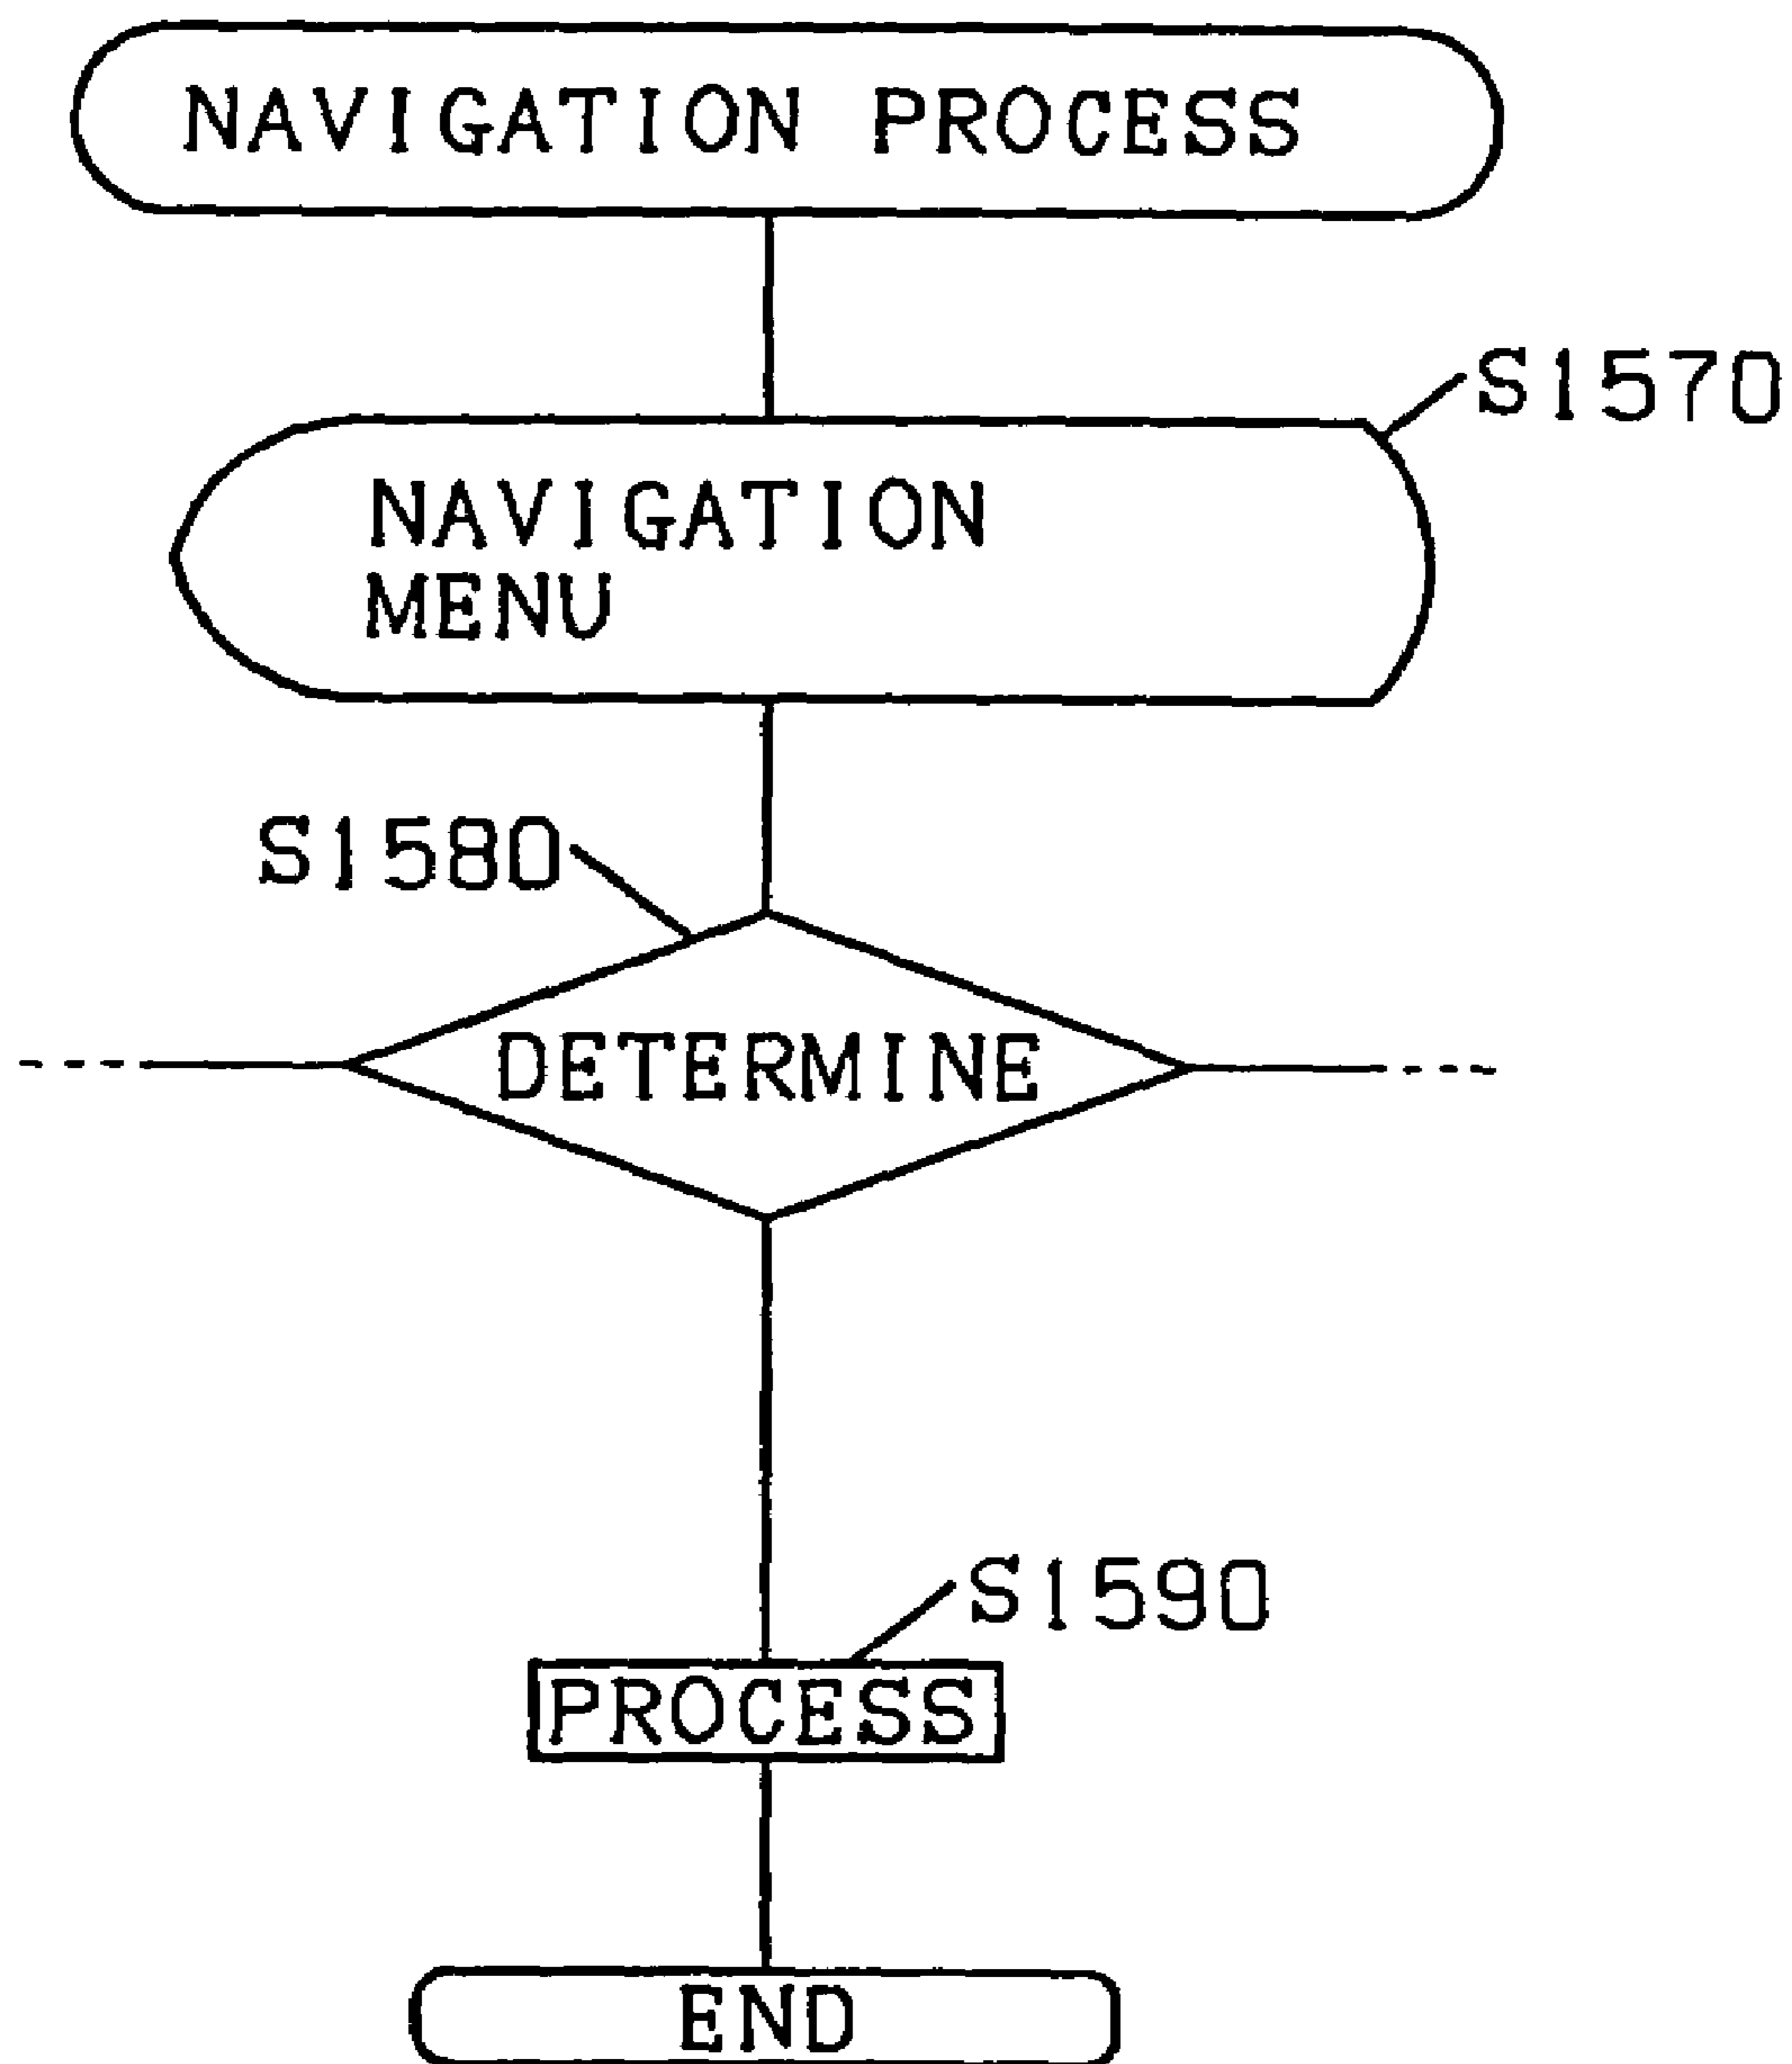 NAVIGATION PROCESS
S1570
NAVIGATION
MENU
S1580
DETERMINE
S1590
PROCESS
END